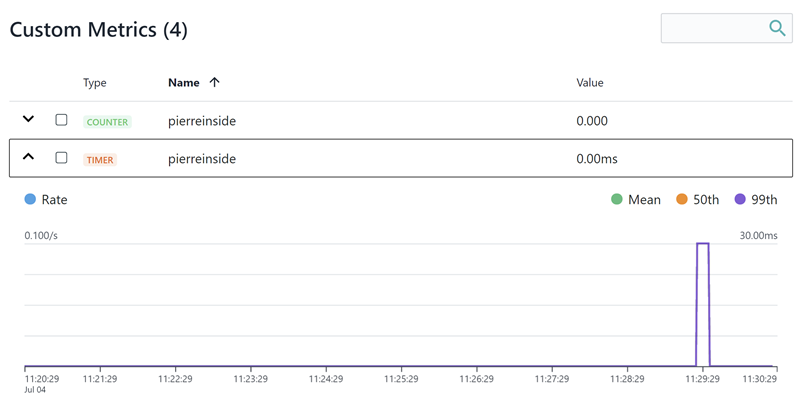 Custom Metrics (4)
Type Name Value
COUNTER pierreinside 0.000
TIMER pierreinside 0.00ms
Rate Mean 50th 99th
0.100/s 30.00ms
11:20:29 11:21:29 11:22:29 11:23:29 11:24:29 11:25:29 11:26:29 11:27:29 11:28:29 11:29:29 11:30:29
Jul 04